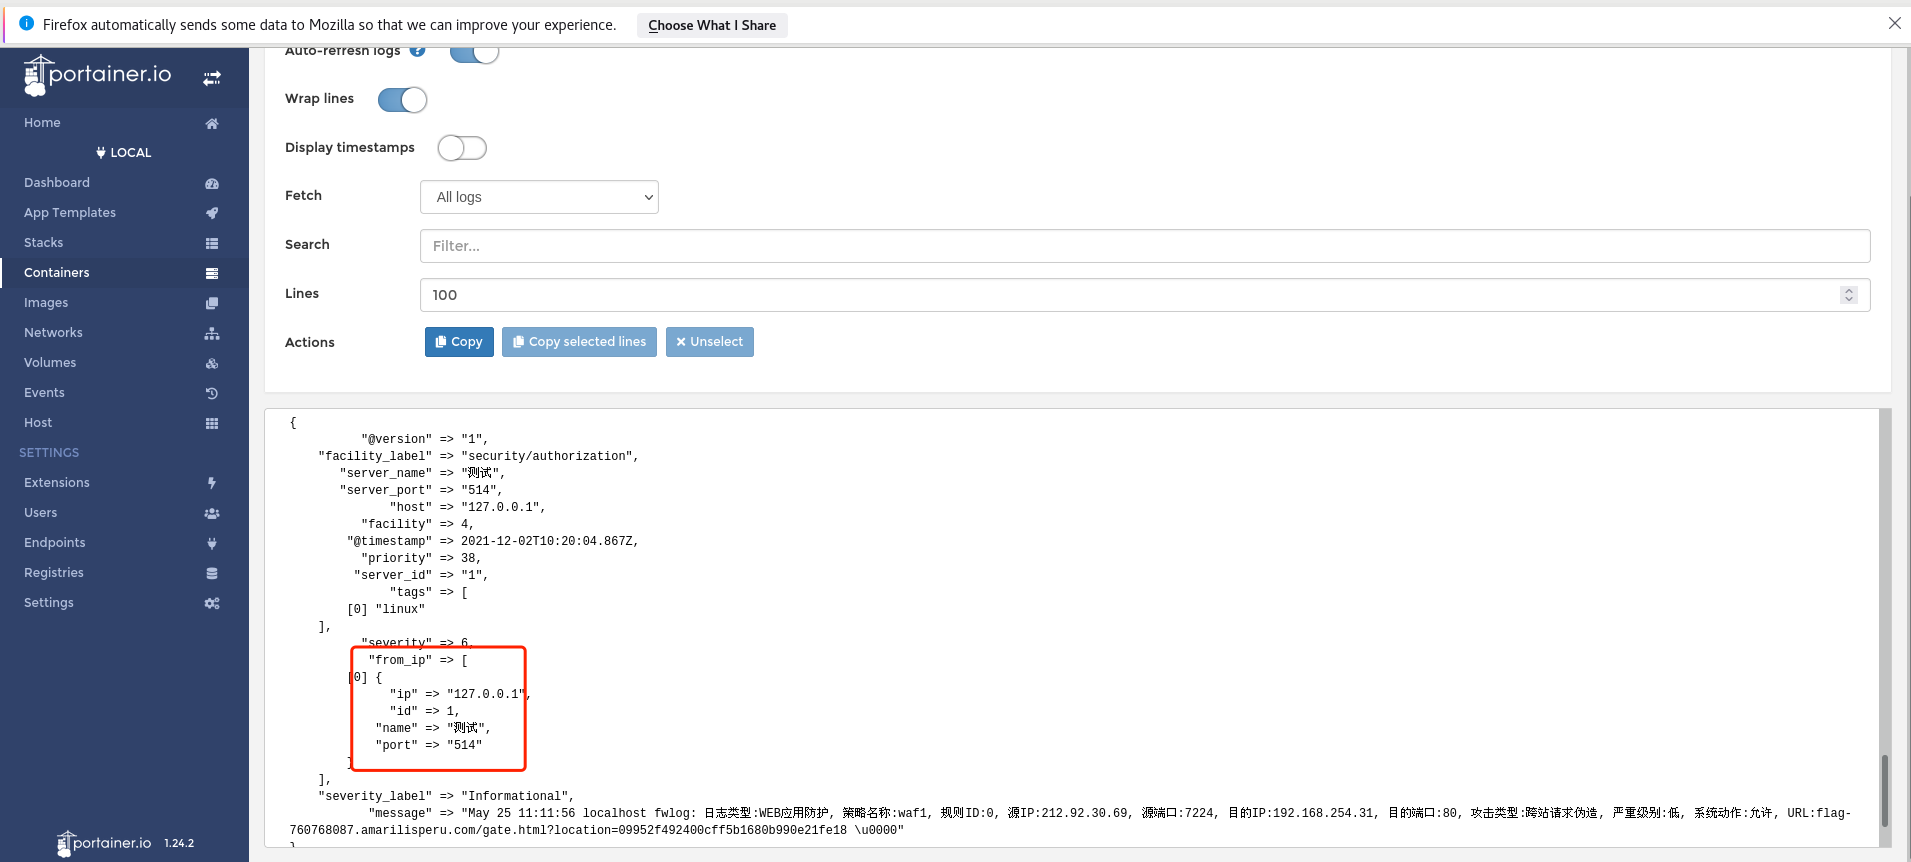 Firefox automatically sends some data to Mozilla so that we can improve your experience. Choose What I Share
portainer.io
Home
LOCAL
Dashboard
App Templates
Stacks
Containers
Images
Networks
Volumes
Events
Host
SETTINGS
Extensions
Users
Endpoints
Registries
Settings
portainer.io 1.24.2
Auto-refresh logs
Wrap lines
Display timestamps
Fetch All logs
Search Filter...
Lines 100
Actions Copy Copy selected lines Unselect
{
"@version" => "1",
"facility_label" => "security/authorization",
"server_name" => "测试",
"server_port" => "514",
"host" => "127.0.0.1",
"facility" => 4,
"@timestamp" => 2021-12-02T10:20:04.867Z,
"priority" => 38,
"server_id" => "1",
"tags" => [
[0] "linux"
],
"severity" => 6,
"from_ip" => [
[0] {
"ip" => "127.0.0.1",
"id" => 1,
"name" => "测试",
"port" => "514"
}
],
"severity_label" => "Informational",
"message" => "May 25 11:11:56 localhost fwlog: 日志类型:WEB应用防护, 策略名称:waf1, 规则ID:0, 源IP:212.92.30.69, 源端口:7224, 目的IP:192.168.254.31, 目的端口:80, 攻击类型:跨站请求伪造, 严重级别:低, 系统动作:允许, URL:flag-
760768087.amarilisperu.com/gate.html?location=09952f492400cff5b1680b990e21fe18 \u0000"
}